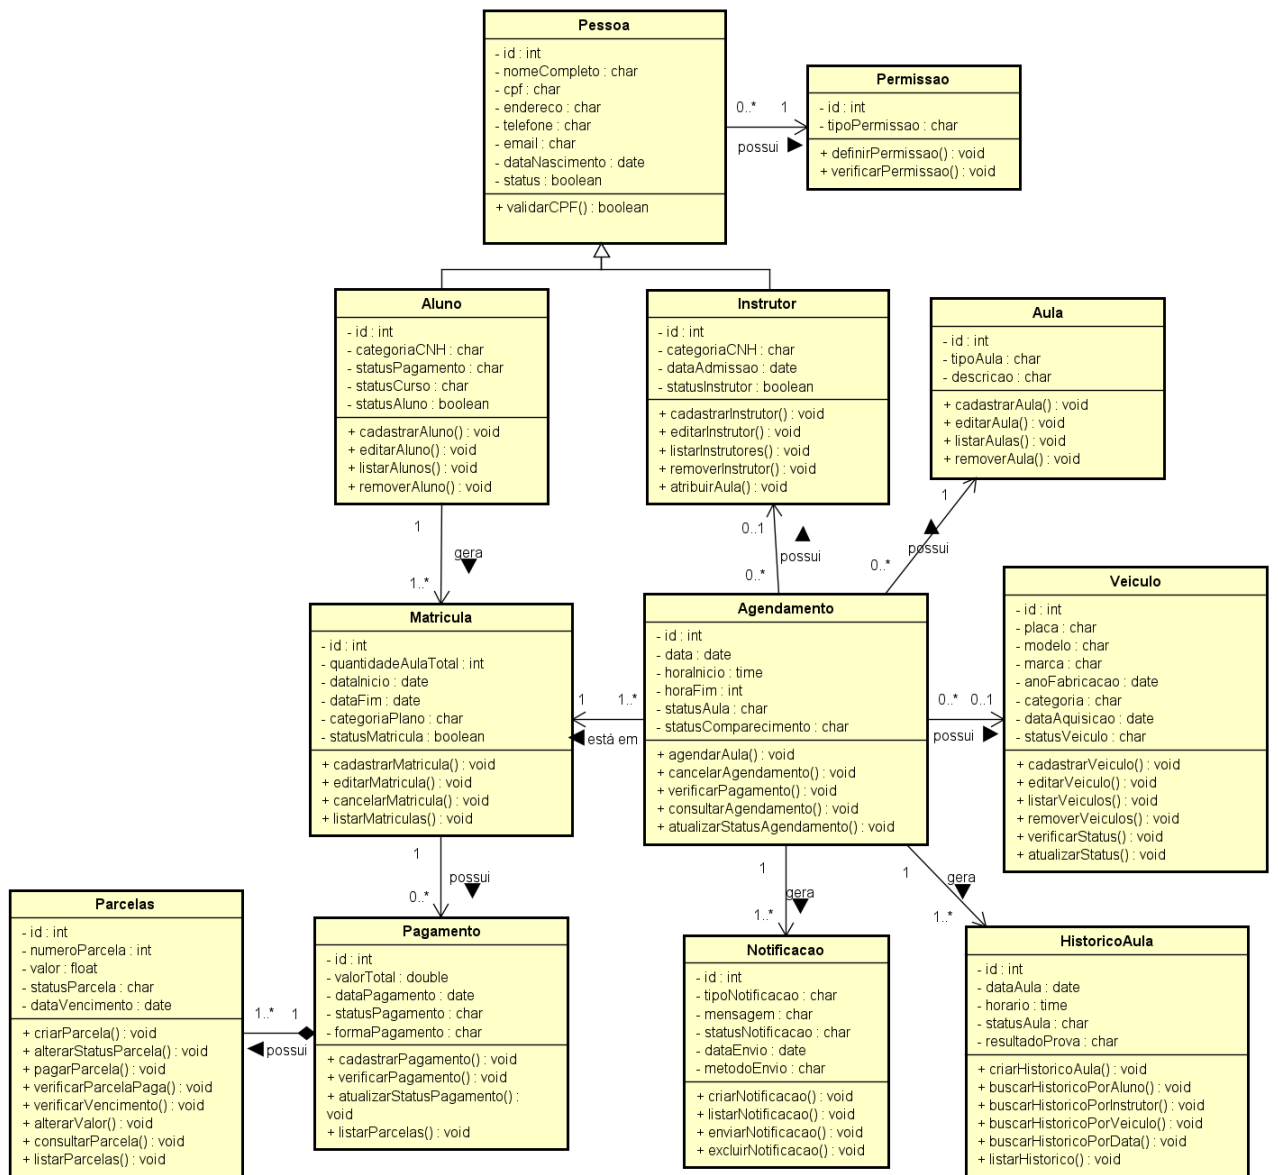 Pessoa
- id : int
- nomeCompleto : char
- cpf : char
- endereco : char
- telefone : char
- email : char
- dataNascimento : date
- status : boolean
+ validarCPF() : boolean
0..*
1
possui
Permissao
- id : int
- tipoPermissao : char
+ definirPermissao() : void
+ verificarPermissao() : void
Aluno
- id : int
- categoriaCNH : char
- statusPagamento : char
- statusCurso : char
- statusAluno : boolean
+ cadastrarAluno() : void
+ editarAluno() : void
+ listarAlunos() : void
+ removerAluno() : void
Instrutor
- id : int
- categoriaCNH : char
- dataAdmissao : date
- statusInstrutor : boolean
+ cadastrarInstrutor() : void
+ editarInstrutor() : void
+ listarInstrutores() : void
+ removerInstrutor() : void
+ atribuirAula() : void
Aula
- id : int
- tipoAula : char
- descricao : char
+ cadastrarAula() : void
+ editarAula() : void
+ listarAulas() : void
+ removerAula() : void
1
gera
1..*
0..1
possui
0..*
1
possui
0..*
Matricula
- id : int
- quantidadeAulaTotal : int
- dataInicio : date
- dataFim : date
- categoriaPlano : char
- statusMatricula : boolean
+ cadastrarMatricula() : void
+ editarMatricula() : void
+ cancelarMatricula() : void
+ listarMatriculas() : void
1
1..*
está em
Agendamento
- id : int
- data : date
- horaInicio : time
- horaFim : int
- statusAula : char
- statusComparecimento : char
+ agendarAula() : void
+ cancelarAgendamento() : void
+ verificarPagamento() : void
+ consultarAgendamento() : void
+ atualizarStatusAgendamento() : void
0..*
0..1
possui
Veiculo
- id : int
- placa : char
- modelo : char
- marca : char
- anoFabricacao : date
- categoria : char
- dataAquisicao : date
- statusVeiculo : char
+ cadastrarVeiculo() : void
+ editarVeiculo() : void
+ listarVeiculos() : void
+ removerVeiculos() : void
+ verificarStatus() : void
+ atualizarStatus() : void
1
possui
0..*
1
gera
1..*
1
gera
1..*
Parcelas
- id : int
- numeroParcela : int
- valor : float
- statusParcela : char
- dataVencimento : date
+ criarParcela() : void
+ alterarStatusParcela() : void
+ pagarParcela() : void
+ verificarParcelaPaga() : void
+ verificarVencimento() : void
+ alterarValor() : void
+ consultarParcela() : void
+ listarParcelas() : void
1..*
1
possui
Pagamento
- id : int
- valorTotal : double
- dataPagamento : date
- statusPagamento : char
- formaPagamento : char
+ cadastrarPagamento() : void
+ verificarPagamento() : void
+ atualizarStatusPagamento() :
void
+ listarParcelas() : void
Notificacao
- id : int
- tipoNotificacao : char
- mensagem : char
- statusNotificacao : char
- dataEnvio : date
- metodoEnvio : char
+ criarNotificacao() : void
+ listarNotificacao() : void
+ enviarNotificacao() : void
+ excluirNotificacao() : void
HistoricoAula
- id : int
- dataAula : date
- horario : time
- statusAula : char
- resultadoProva : char
+ criarHistoricoAula() : void
+ buscarHistoricoPorAluno() : void
+ buscarHistoricoPorInstrutor() : void
+ buscarHistoricoPorVeiculo() : void
+ buscarHistoricoPorData() : void
+ listarHistorico() : void